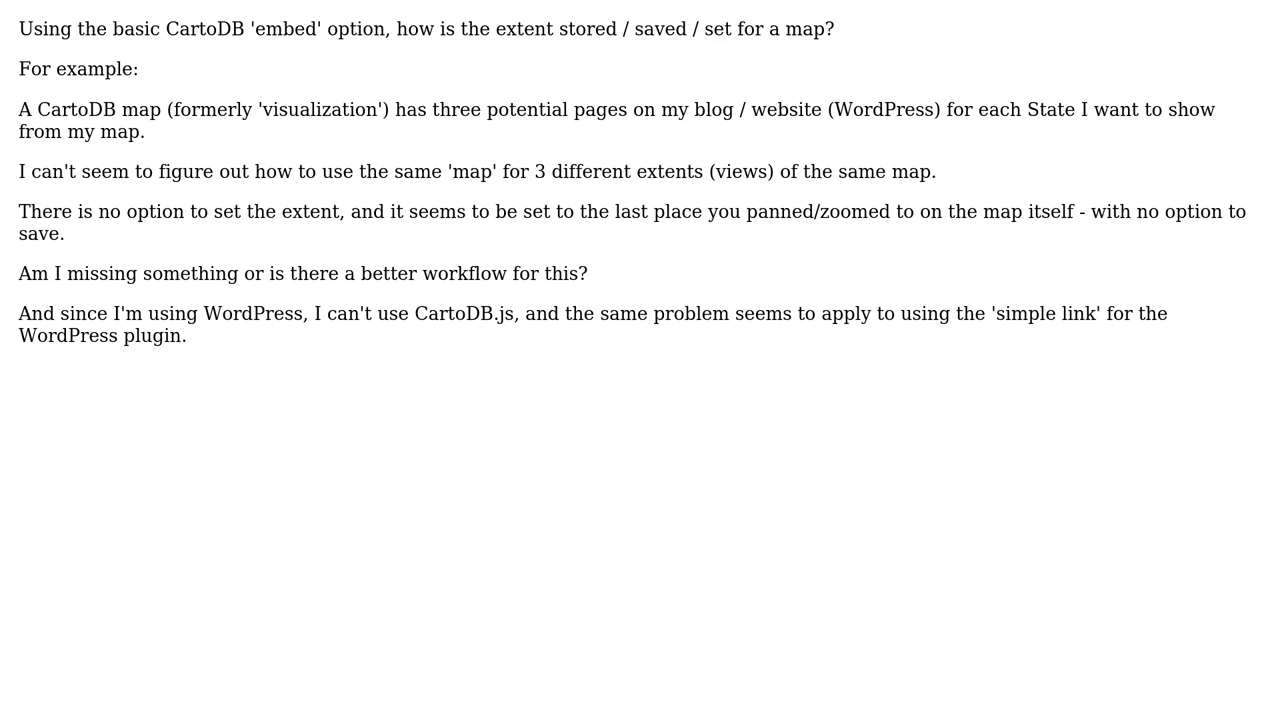 Using the basic CartoDB 'embed' option, how is the extent stored / saved / set for a map?
For example:
A CartoDB map (formerly 'visualization') has three potential pages on my blog / website (WordPress) for each State I want to show
from my map.
I can't seem to figure out how to use the same 'map' for 3 different extents (views) of the same map.
There is no option to set the extent, and it seems to be set to the last place you panned/zoomed to on the map itself - with no option to
save.
Am I missing something or is there a better workflow for this?
And since I'm using WordPress, I can't use CartoDB.js, and the same problem seems to apply to using the 'simple link' for the
WordPress plugin.